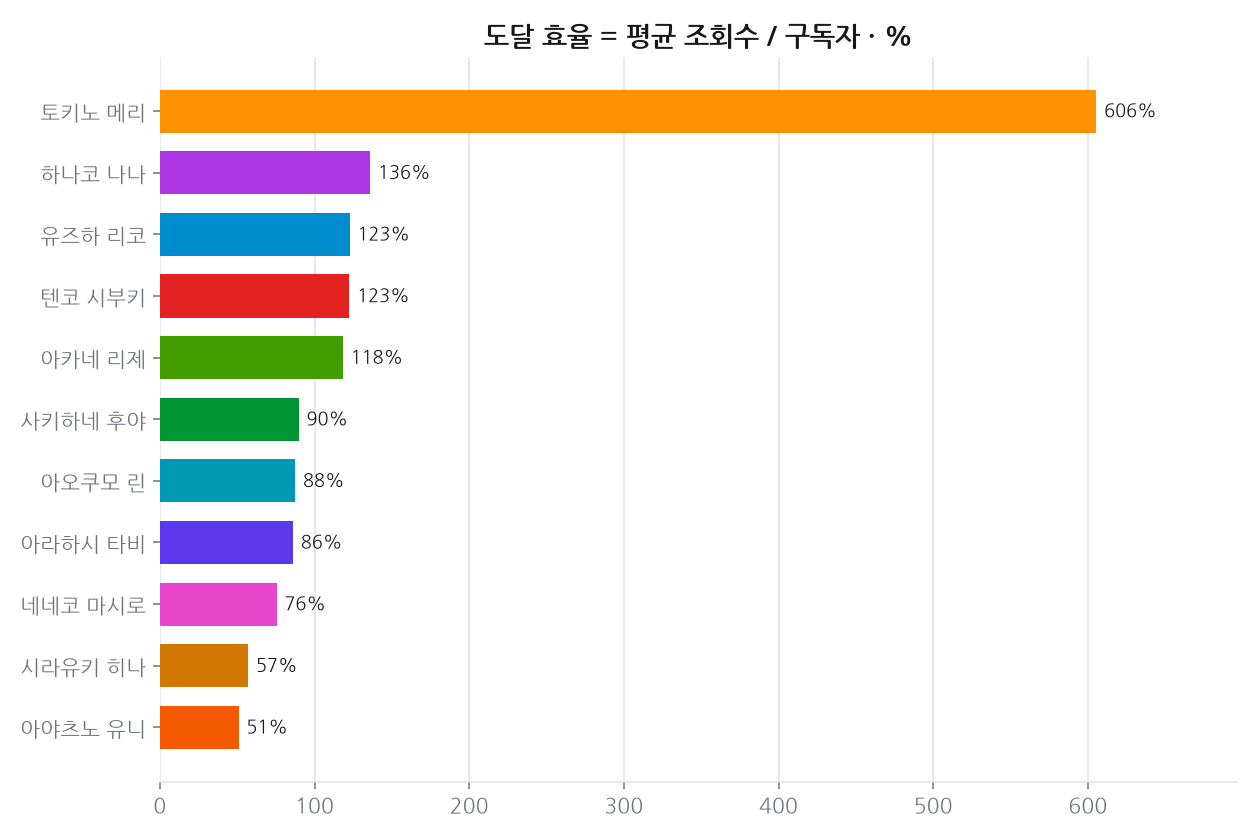 도달 효율 = 평균 조회수 / 구독자 · %
토키노 메리 606%
하나코 나나 136%
유즈하 리코 123%
텐코 시부키 123%
아카네 리제 118%
사키하네 후야 90%
아오쿠모 린 88%
아라하시 타비 86%
네네코 마시로 76%
시라유키 히나 57%
아야츠노 유니 51%
0 100 200 300 400 500 600